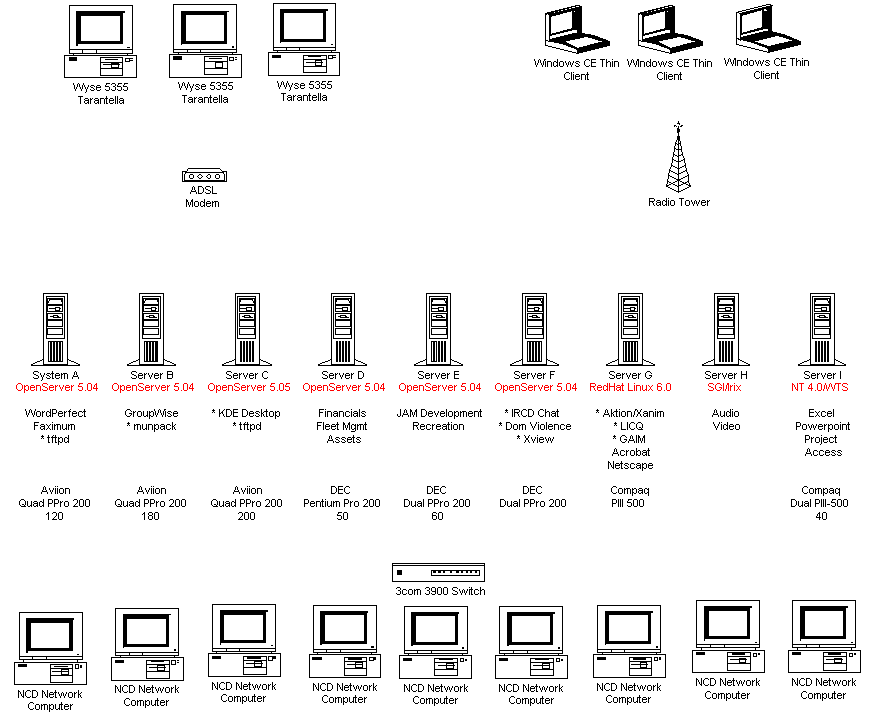 Wyse 5355
Tarantella
Wyse 5355
Tarantella
Wyse 5355
Tarantella
Windows CE Thin
Client
Windows CE Thin
Client
Windows CE Thin
Client
ADSL
Modem
Radio Tower
System A
OpenServer 5.04
WordPerfect
Faximum
* tftpd
Aviion
Quad PPro 200
120
Server B
OpenServer 5.04
GroupWise
* munpack
Aviion
Quad PPro 200
180
Server C
OpenServer 5.05
* KDE Desktop
* tftpd
Aviion
Quad PPro 200
200
Server D
OpenServer 5.04
Financials
Fleet Mgmt
Assets
DEC
Pentium Pro 200
50
Server E
OpenServer 5.04
JAM Development
Recreation
DEC
Dual PPro 200
60
Server F
OpenServer 5.04
* IRCD Chat
* Dom Violence
* Xview
DEC
Dual PPro 200
Server G
RedHat Linux 6.0
* Aktion/Xanim
* LICQ
* GAIM
Acrobat
Netscape
Compaq
PIII 500
Server H
SGI/Irix
Audio
Video
Server I
NT 4.0/WTS
Excel
Powerpoint
Project
Access
Compaq
Dual PIII-500
40
3com 3900 Switch
NCD Network
Computer
NCD Network
Computer
NCD Network
Computer
NCD Network
Computer
NCD Network
Computer
NCD Network
Computer
NCD Network
Computer
NCD Network
Computer
NCD Network
Computer